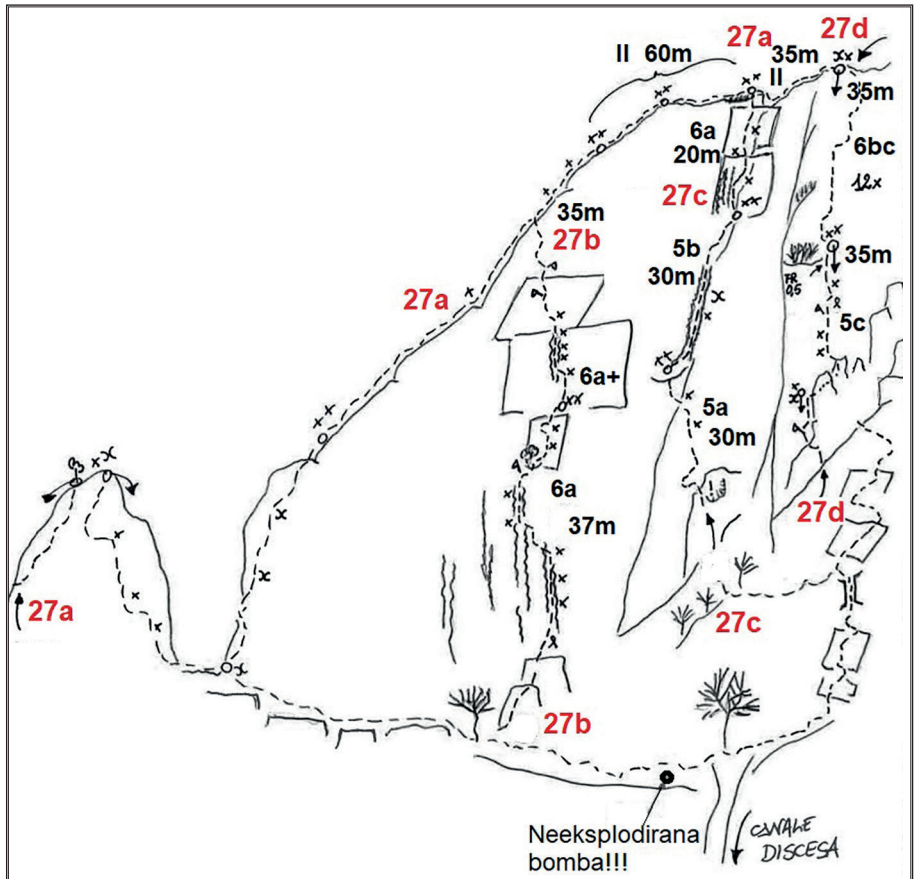 27a
27d
II 60m
35m
II
35m
6a
20m
6bc
12x
27c
35m
27b
5b
30m
35m
FR
0,5
27a
5c
6a+
5a
30m
6a
37m
27d
27a
27c
27b
Neeksplodirana
bomba!!!
CANALE
DISCESA